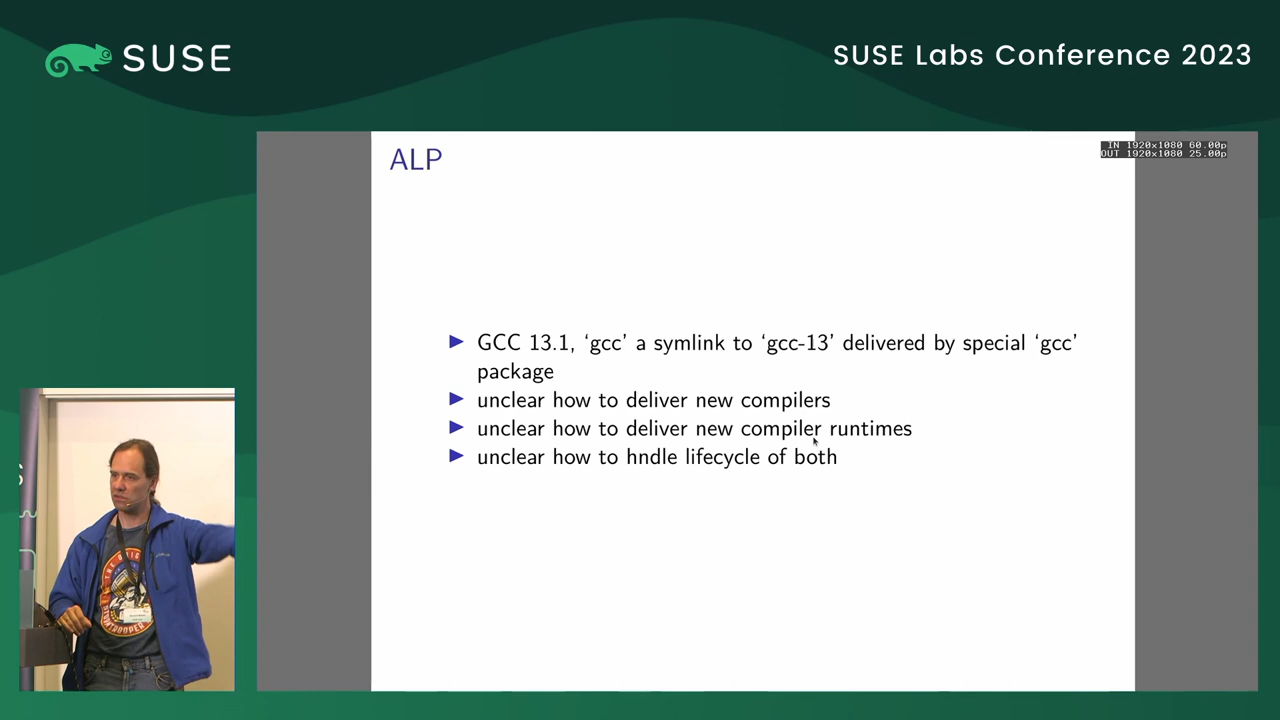 SUSE
SUSE Labs Conference 2023
ALP
IN 1920x1080 60.00p
OUT 1920x1080 25.00p
▶ GCC 13.1, ‘gcc’ a symlink to ‘gcc-13’ delivered by special ‘gcc’
package
▶ unclear how to deliver new compilers
▶ unclear how to deliver new compiler runtimes
▶ unclear how to hndle lifecycle of both